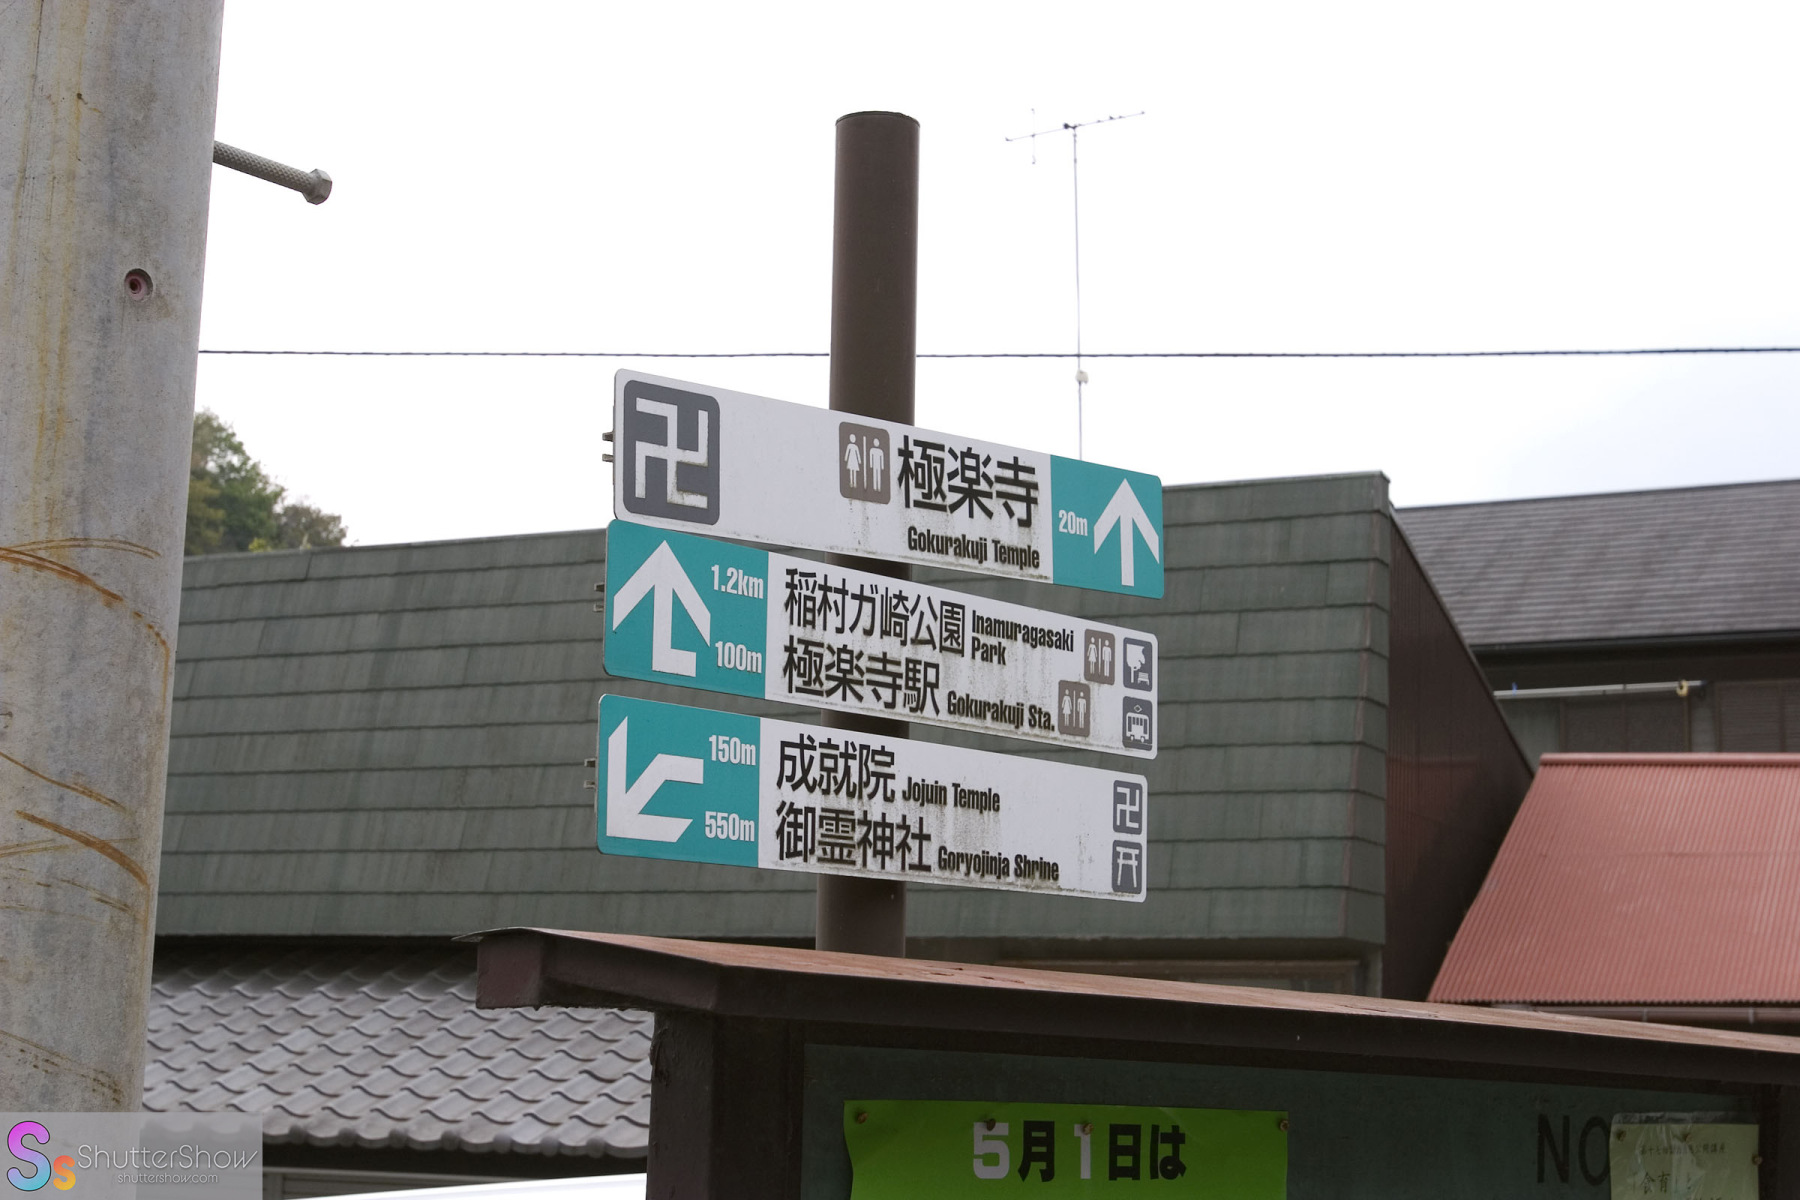 極楽寺
Gokurakuji Temple
20m
1.2km
稲村ガ崎公園 Inamuragasaki Park
100m
極楽寺駅 Gokurakuji Sta.
150m
成就院 Jojuin Temple
550m
御霊神社 Goryojinja Shrine
5月1日は
NO
Ss ShutterShow
shuttershow.com